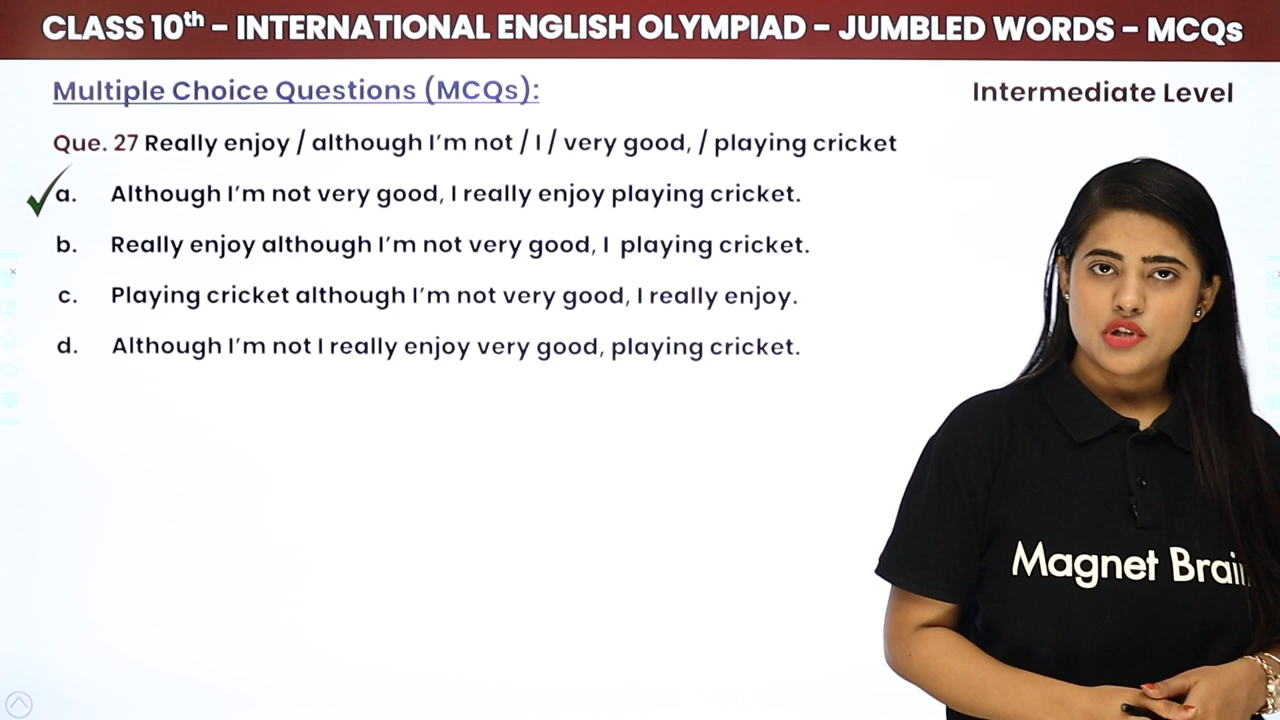 CLASS 10th - INTERNATIONAL ENGLISH OLYMPIAD - JUMBLED WORDS - MCQs
Multiple Choice Questions (MCQs):
Intermediate Level
Que. 27 Really enjoy / although I'm not / I / very good, / playing cricket
a. Although I'm not very good, I really enjoy playing cricket.
b. Really enjoy although I'm not very good, I playing cricket.
c. Playing cricket although I'm not very good, I really enjoy.
d. Although I'm not I really enjoy very good, playing cricket.
Magnet